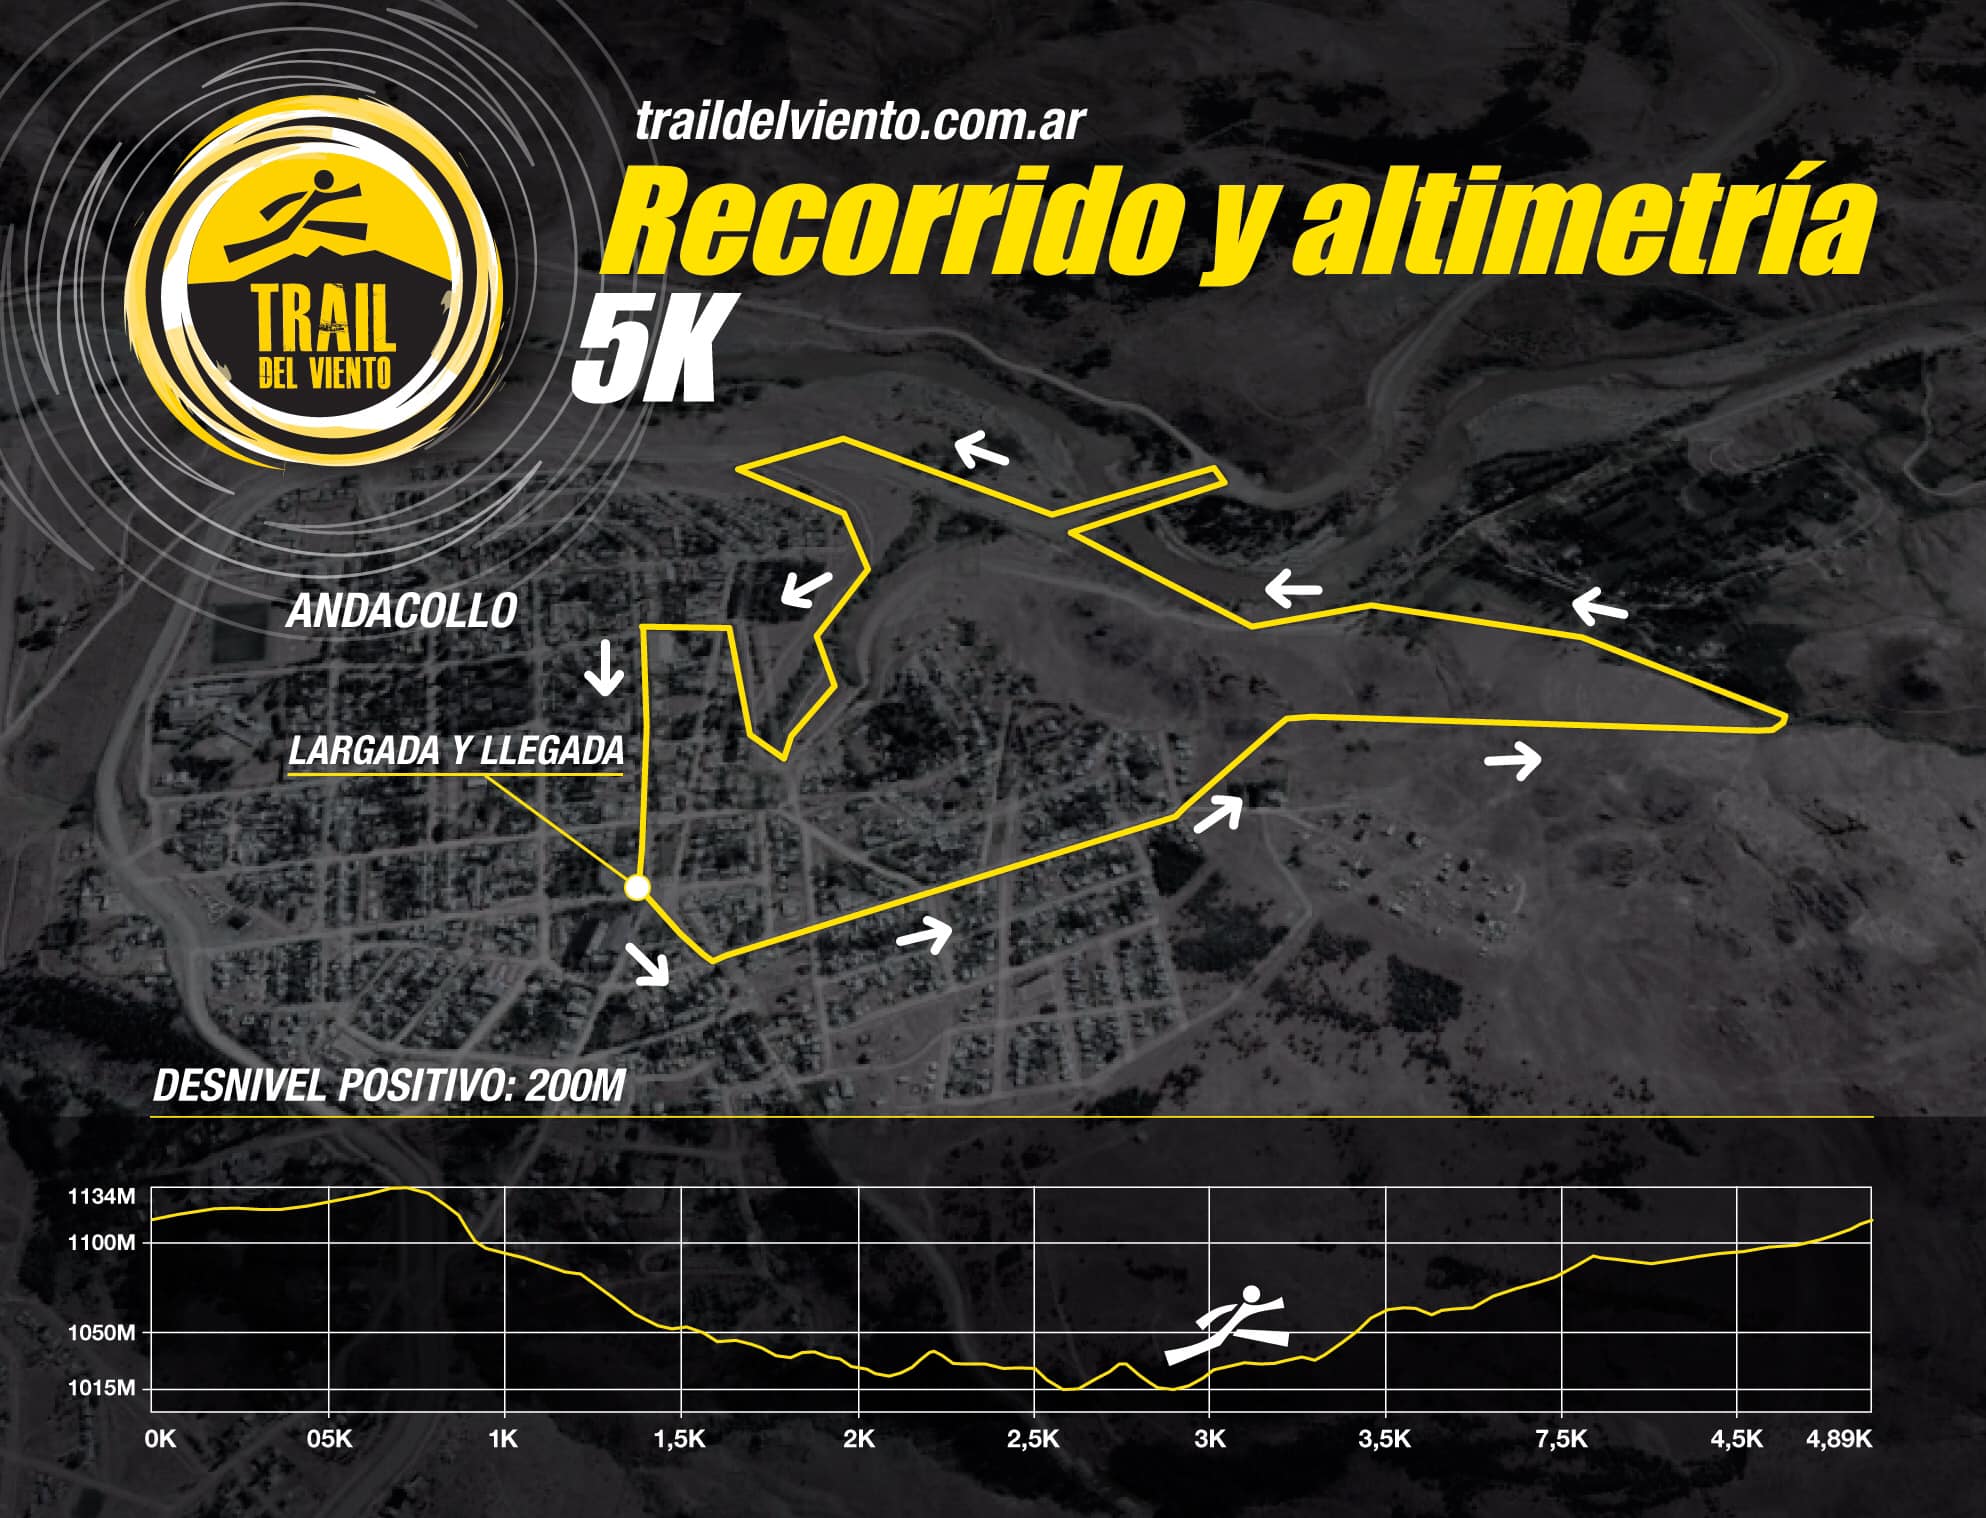 traildelviento.com.ar
Recorrido y altimetría
5K
TRAIL
DEL VIENTO
ANDACOLLO
LARGADA Y LLEGADA
DESNIVEL POSITIVO: 200M
1134M
1100M
1050M
1015M
0K 05K 1K 1,5K 2K 2,5K 3K 3,5K 7,5K 4,5K 4,89K